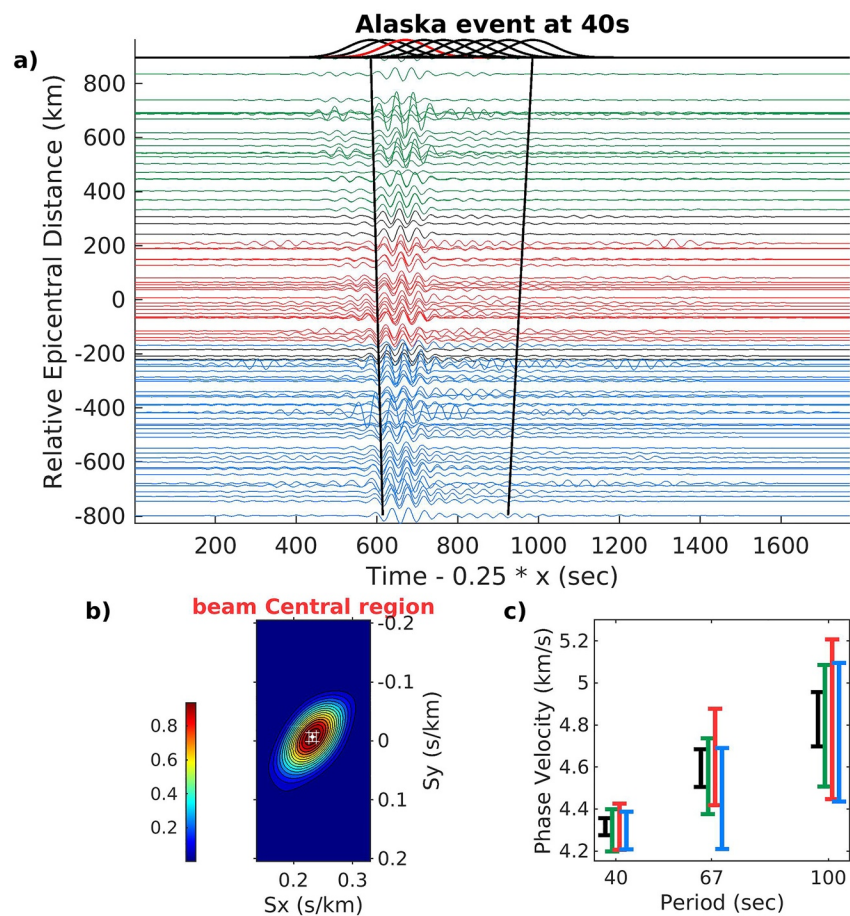 Alaska event at 40s
a)
800
600
400
200
0
-200
-400
-600
-800
Relative Epicentral Distance (km)
200 400 600 800 1000 1200 1400 1600
Time - 0.25 * x (sec)
b)
beam Central region
0.8
0.6
0.4
0.2
-0.2
-0.1
0
0.1
0.2
Sy (s/km)
0.2 0.3
Sx (s/km)
c)
5.2
5
4.8
4.6
4.4
4.2
Phase Velocity (km/s)
40 67 100
Period (sec)